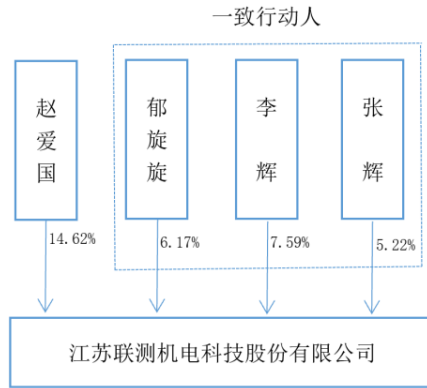 一致行动人
赵爱国
郁旋旋
李辉
张辉
14.62%
6.17%
7.59%
5.22%
江苏联测机电科技股份有限公司